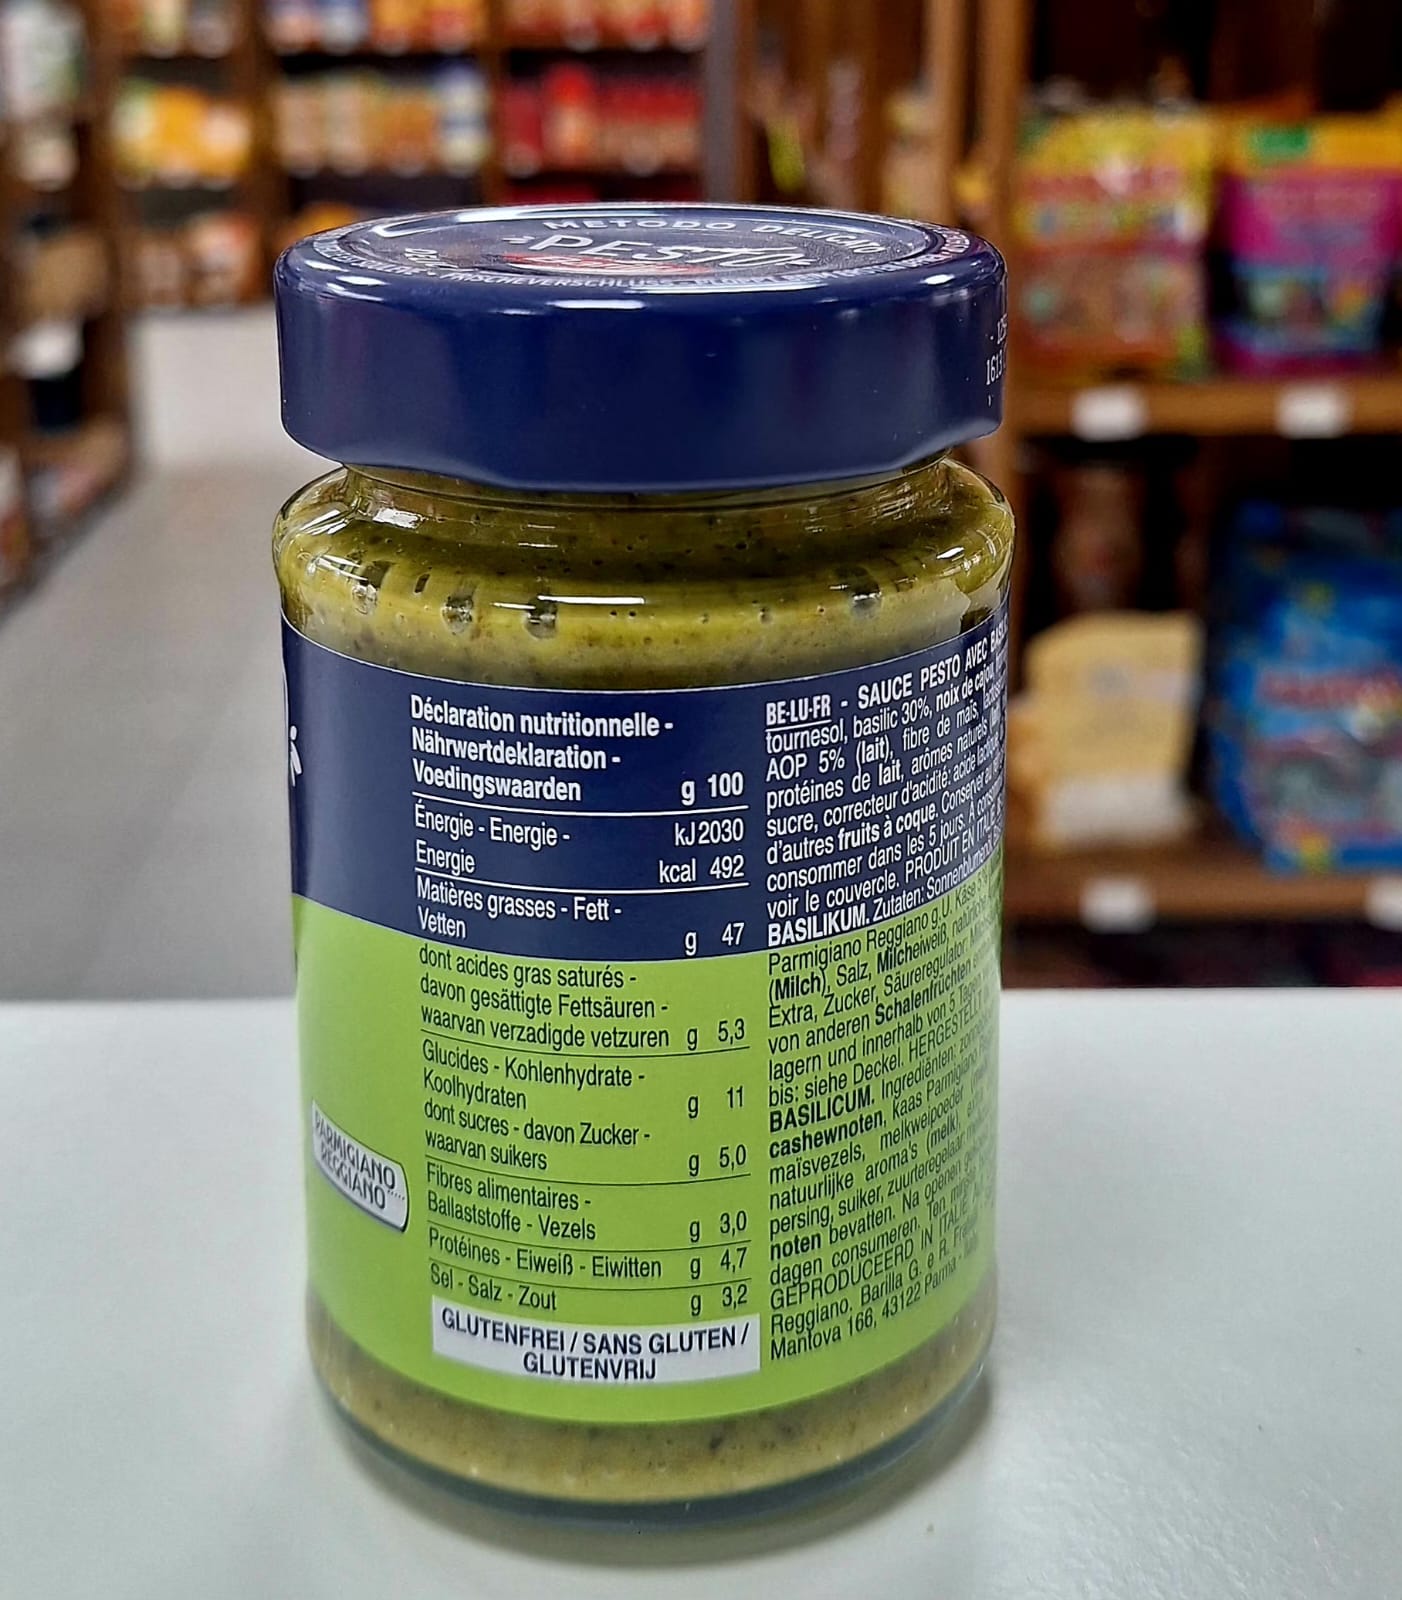 METODO DELICATO
PESTO
1613
Déclaration nutritionnelle -
Nährwertdeklaration -
Voedingswaarden g 100
Énergie - Energie - kJ 2030
Energie kcal 492
Matières grasses - Fett -
Vetten g 47
dont acides gras saturés -
davon gesättigte Fettsäuren -
waarvan verzadigde vetzuren g 5,3
Glucides - Kohlenhydrate -
Koolhydraten g 11
dont sucres - davon Zucker -
waarvan suikers g 5,0
Fibres alimentaires -
Ballaststoffe - Vezels g 3,0
Protéines - Eiweiß - Eiwitten g 4,7
Sel - Salz - Zout g 3,2
GLUTENFREI / SANS GLUTEN /
GLUTENVRIJ
PARMIGIANO
REGGIANO
BE-LU-FR - SAUCE PESTO AVEC
tournesol, basilic 30%, noix de cajou,
AOP 5% (lait), fibre de maïs,
protéines de lait, arômes naturels
sucre, correcteur d'acidité: acide lactique
d'autres fruits à coque. Conserver au
consommer dans les 5 jours. A
voir le couvercle. PRODUIT EN ITALIE
BASILIKUM. Zutaten: Sonnenblumenöl
Parmigiano Reggiano g.U. Käse 5%
(Milch), Salz, Milcheiweiß, natürliche
Extra, Zucker, Säureregulator:
von anderen Schalenfrüchten
lagern und innerhalb von 5 Tagen
bis: siehe Deckel. HERGESTELLT
BASILICUM. Ingrediënten:
cashewnoten, kaas Parmigiano
maïsvezels, melkweipoeder
natuurlijke aroma's (melk),
persing, suiker, zuurteregelaar:
noten bevatten. Na openen
dagen consumeren. Ten
GEPRODUCEERD IN ITALIE
Reggiano. Barilla G. e R.
Mantova 166, 43122 Parma -